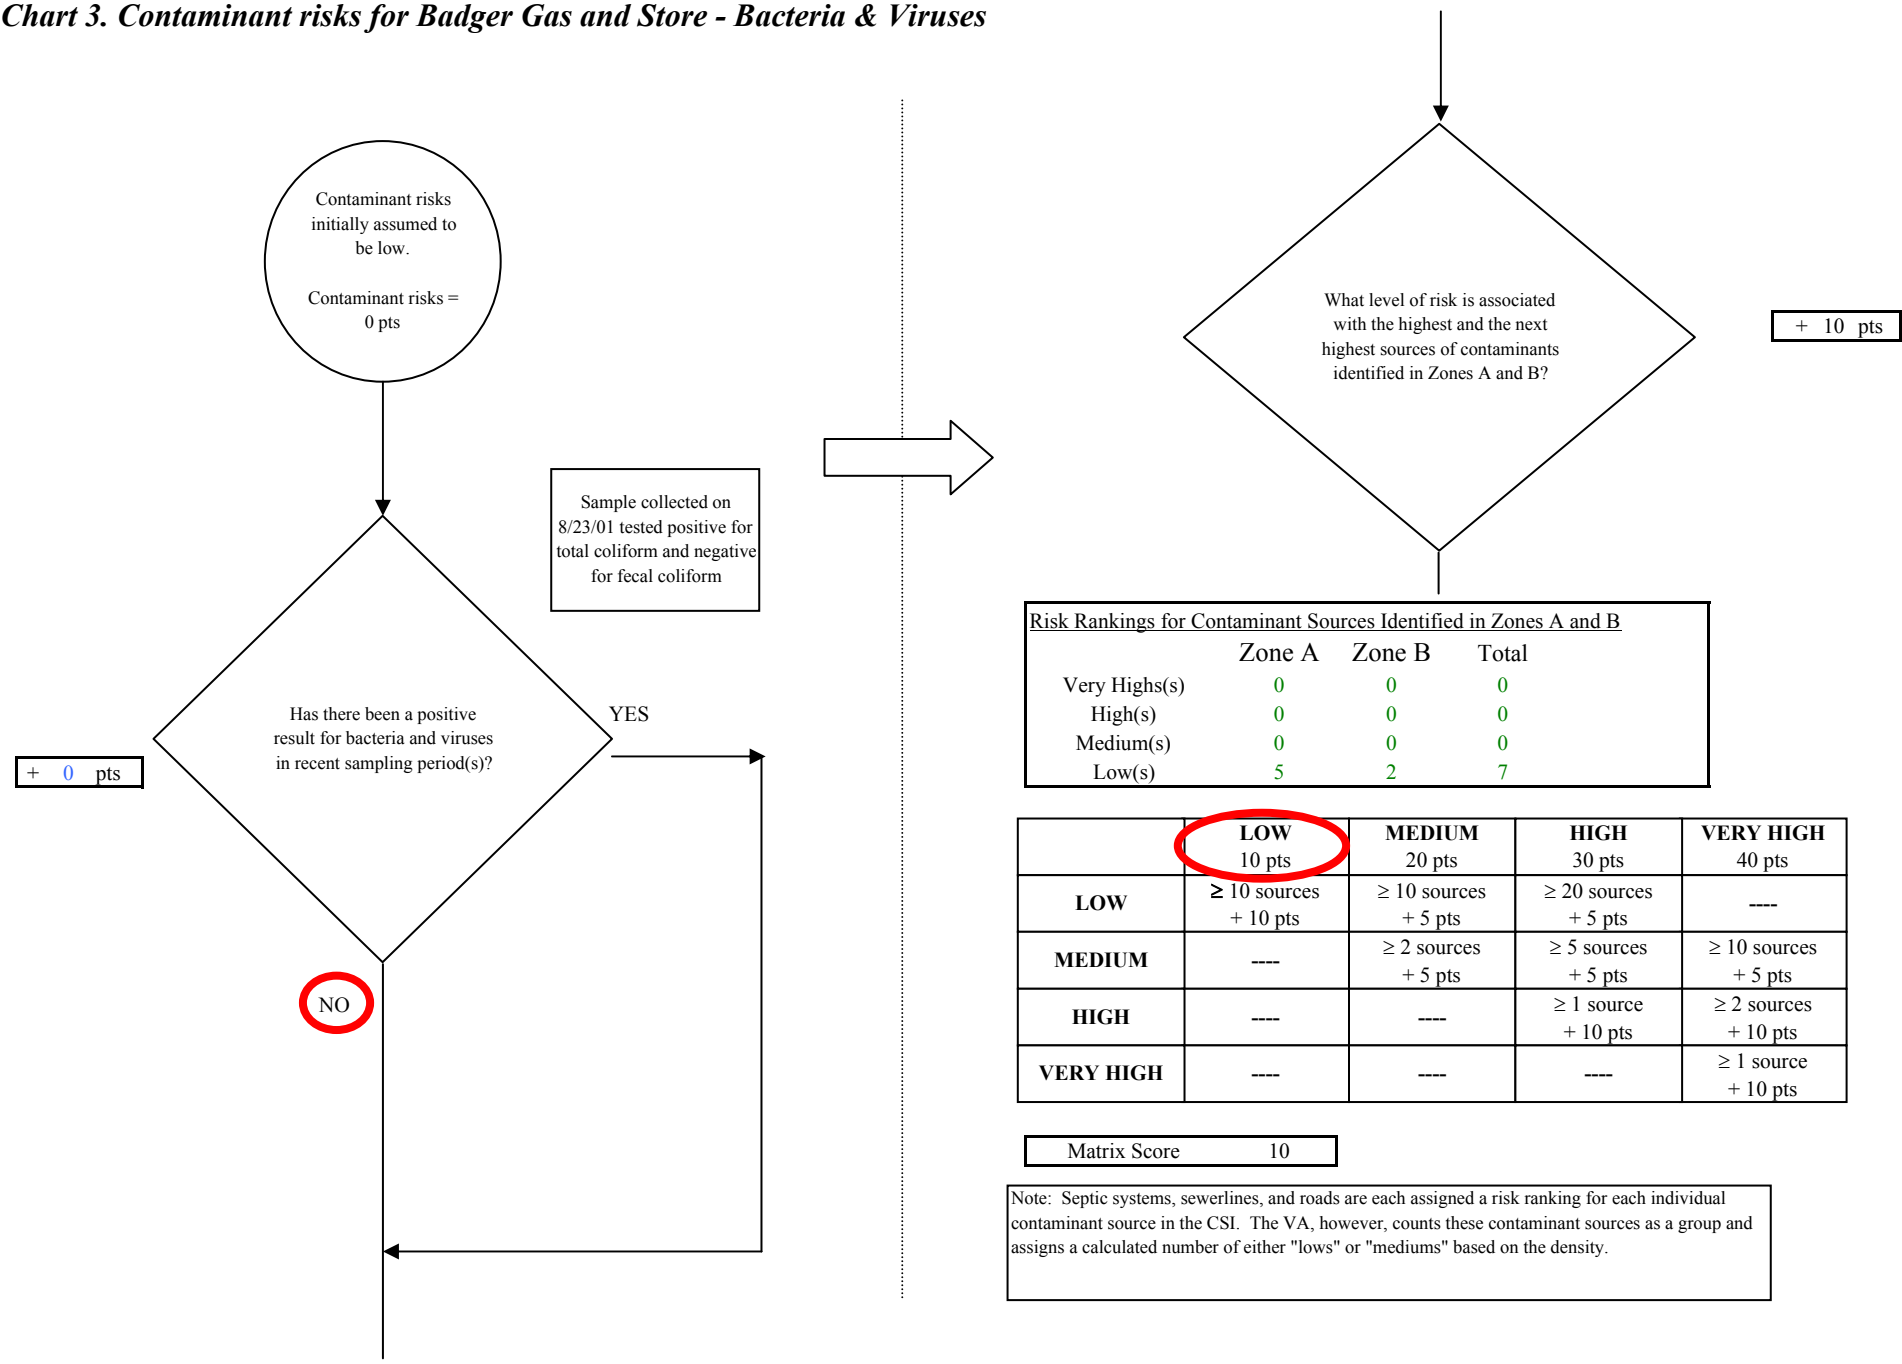 Chart 3. Contaminant risks for Badger Gas and Store - Bacteria & Viruses
Contaminant risks
initially assumed to
be low.
Contaminant risks =
0 pts
Sample collected on
8/23/01 tested positive for
total coliform and negative
for fecal coliform
Has there been a positive
result for bacteria and viruses
in recent sampling period(s)?
YES
+ 0 pts
NO
What level of risk is associated
with the highest and the next
highest sources of contaminants
identified in Zones A and B?
+ 10 pts
Risk Rankings for Contaminant Sources Identified in Zones A and B
Zone A Zone B Total
Very Highs(s) 0 0 0
High(s) 0 0 0
Medium(s) 0 0 0
Low(s) 5 2 7
LOW MEDIUM HIGH VERY HIGH
10 pts 20 pts 30 pts 40 pts
LOW ≥ 10 sources ≥ 10 sources ≥ 20 sources ----
+ 10 pts + 5 pts + 5 pts
MEDIUM ---- ≥ 2 sources ≥ 5 sources ≥ 10 sources
+ 5 pts + 5 pts + 5 pts
HIGH ---- ---- ≥ 1 source ≥ 2 sources
+ 10 pts + 10 pts
VERY HIGH ---- ---- ---- ≥ 1 source
+ 10 pts
Matrix Score 10
Note: Septic systems, sewerlines, and roads are each assigned a risk ranking for each individual
contaminant source in the CSI. The VA, however, counts these contaminant sources as a group and
assigns a calculated number of either "lows" or "mediums" based on the density.